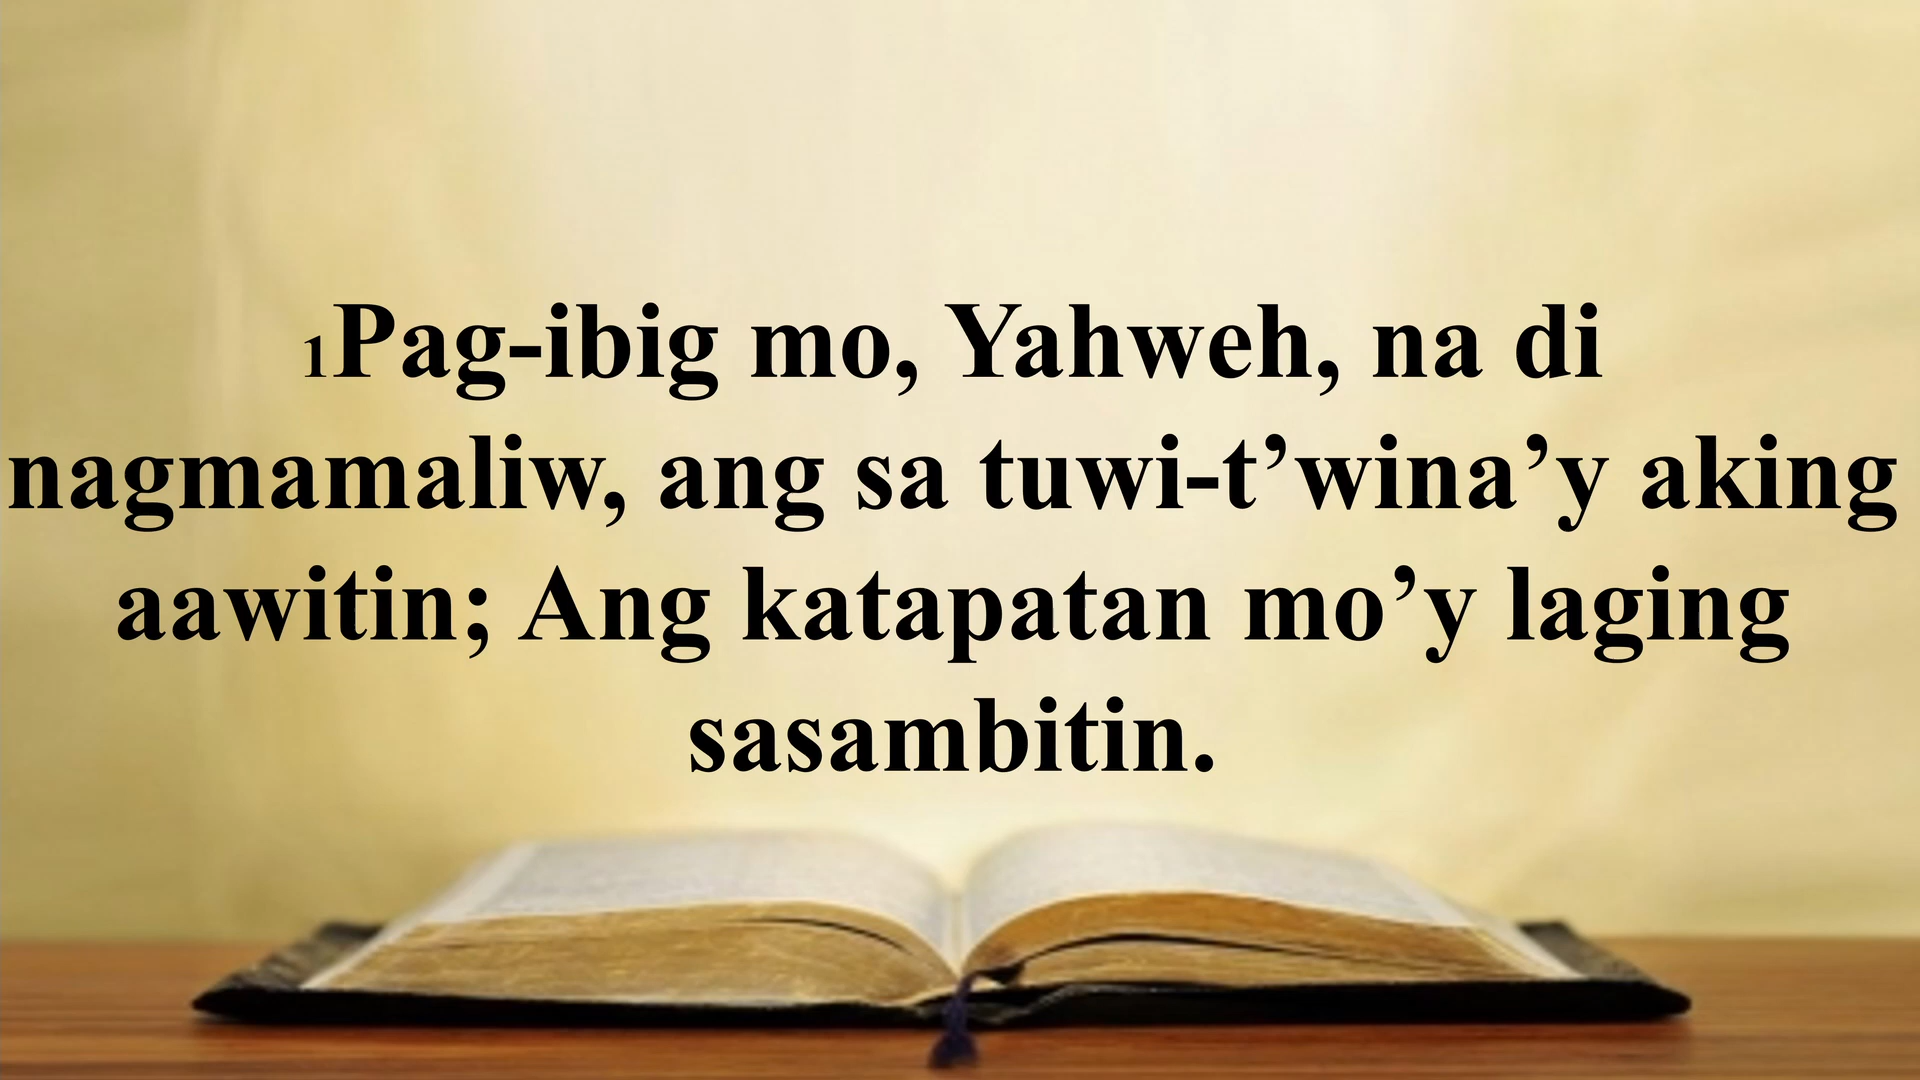 1Pag-ibig mo, Yahweh, na di
nagmamaliw, ang sa tuwi-t’wina’y aking
aawitin; Ang katapatan mo’y laging
sasambitin.